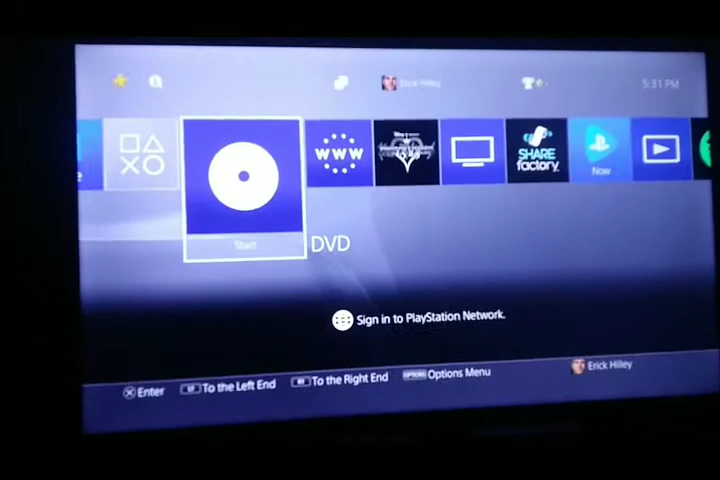 Erick Hilley
5:31 PM
WWW
SHARE
factory
Now
e
Start
DVD
Sign in to PlayStation Network.
Enter
To the Left End
To the Right End
OPTIONS
Options Menu
Erick Hilley